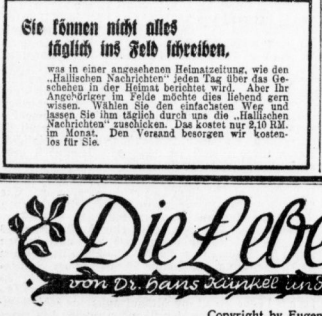 Sie können nicht alles
täglich ins Feld schreiben,
was in einer angesehenen Heimatzeitung, wie den
„Hallischen Nachrichten" jeden Tag über das Ge-
schehen in der Heimat berichtet wird. Aber Ihr
Angehöriger im Felde möchte dies liebend gern
wissen. Wählen Sie den einfachsten Weg und
lassen Sie ihm täglich durch uns die „Hallischen
Nachrichten" zuschicken. Das kostet nur 2,10 RM.
im Monat. Den Versand besorgen wir kosten-
los für Sie.
Die Lebe
von Dr. Hans Künkel und
Copyright by Eugen